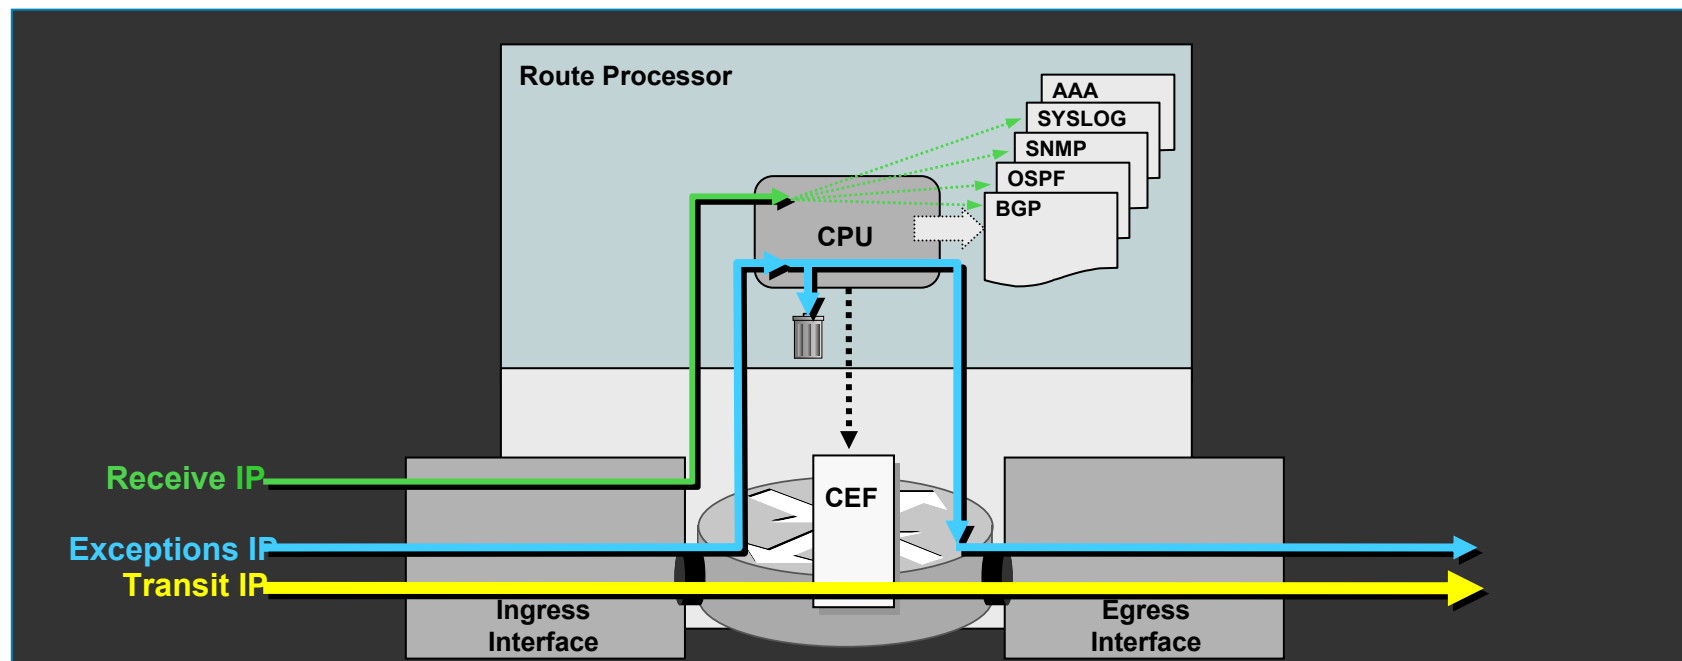 Route Processor
AAA
SYSLOG
SNMP
OSPF
BGP
CPU
CEF
Receive IP
Exceptions IP
Transit IP
Ingress
Interface
Egress
Interface